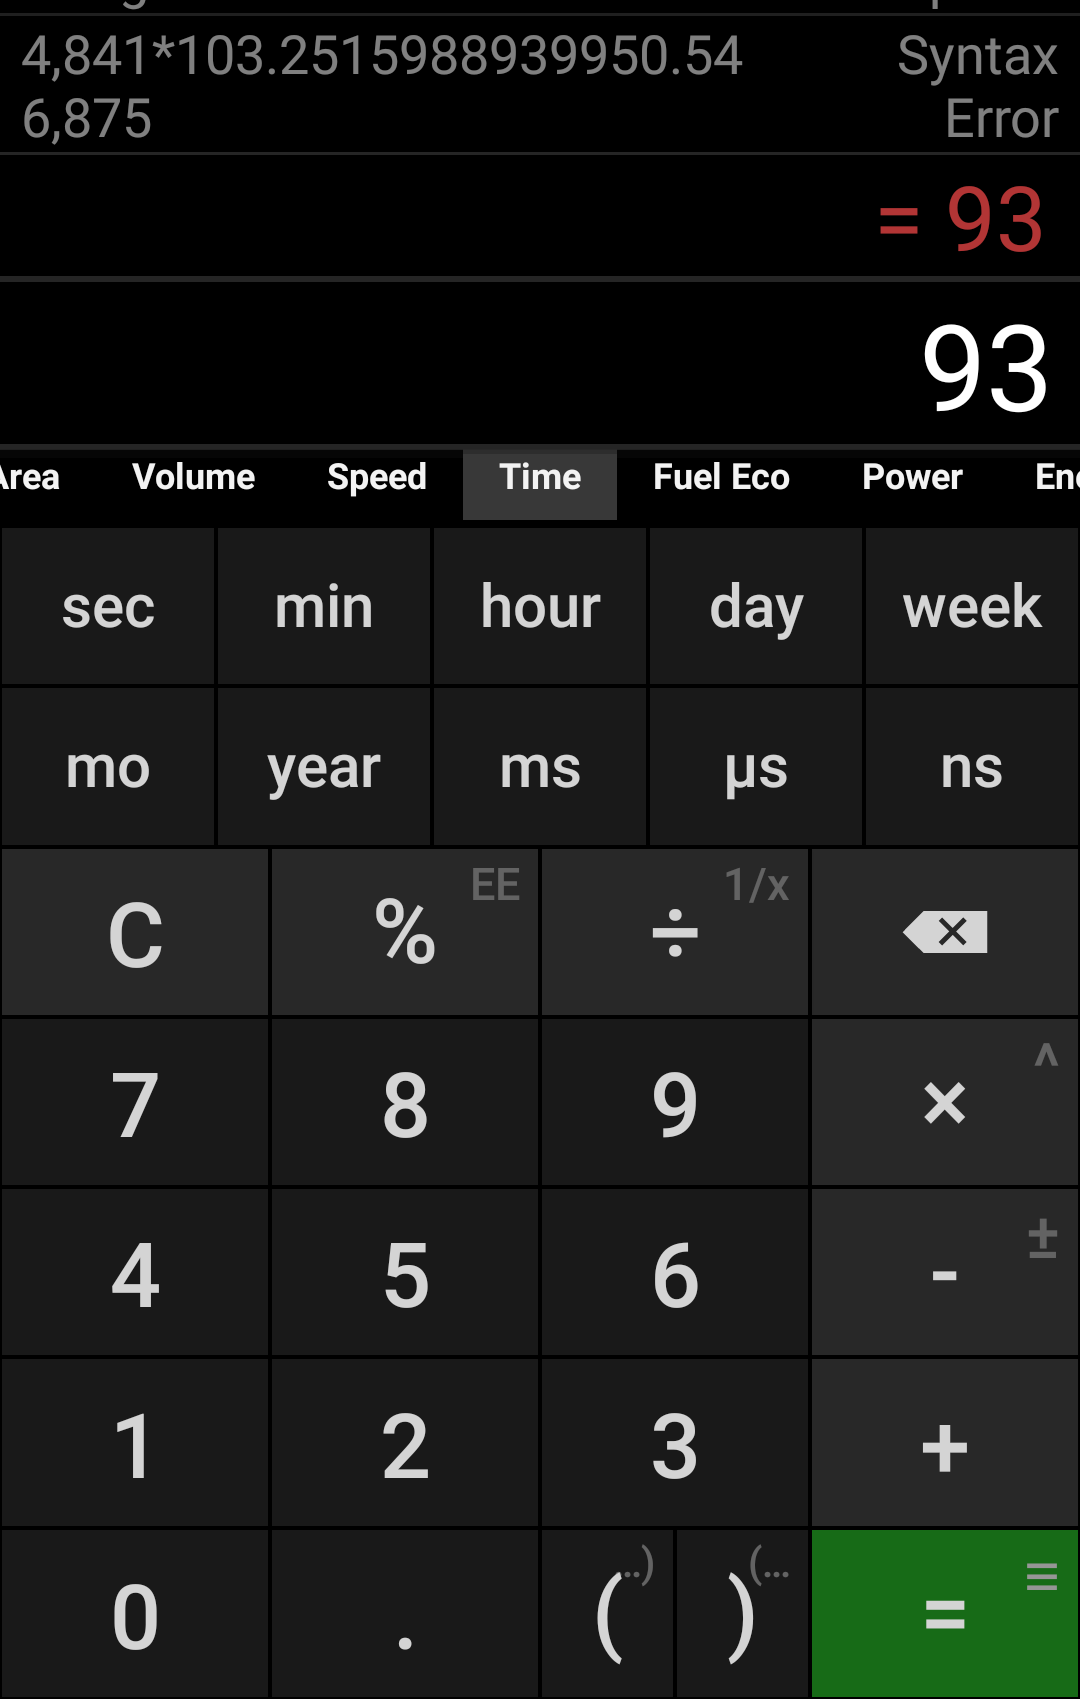 4,841*103.2515988939950.54 Syntax
6,875 Error
= 93
93
Area Volume Speed Time Fuel Eco Power
sec min hour day week
mo year ms µs ns
C % EE ÷ 1/x
7 8 9 × ^
4 5 6 - ±
1 2 3 +
0 . ( ..) ) (... = ≡